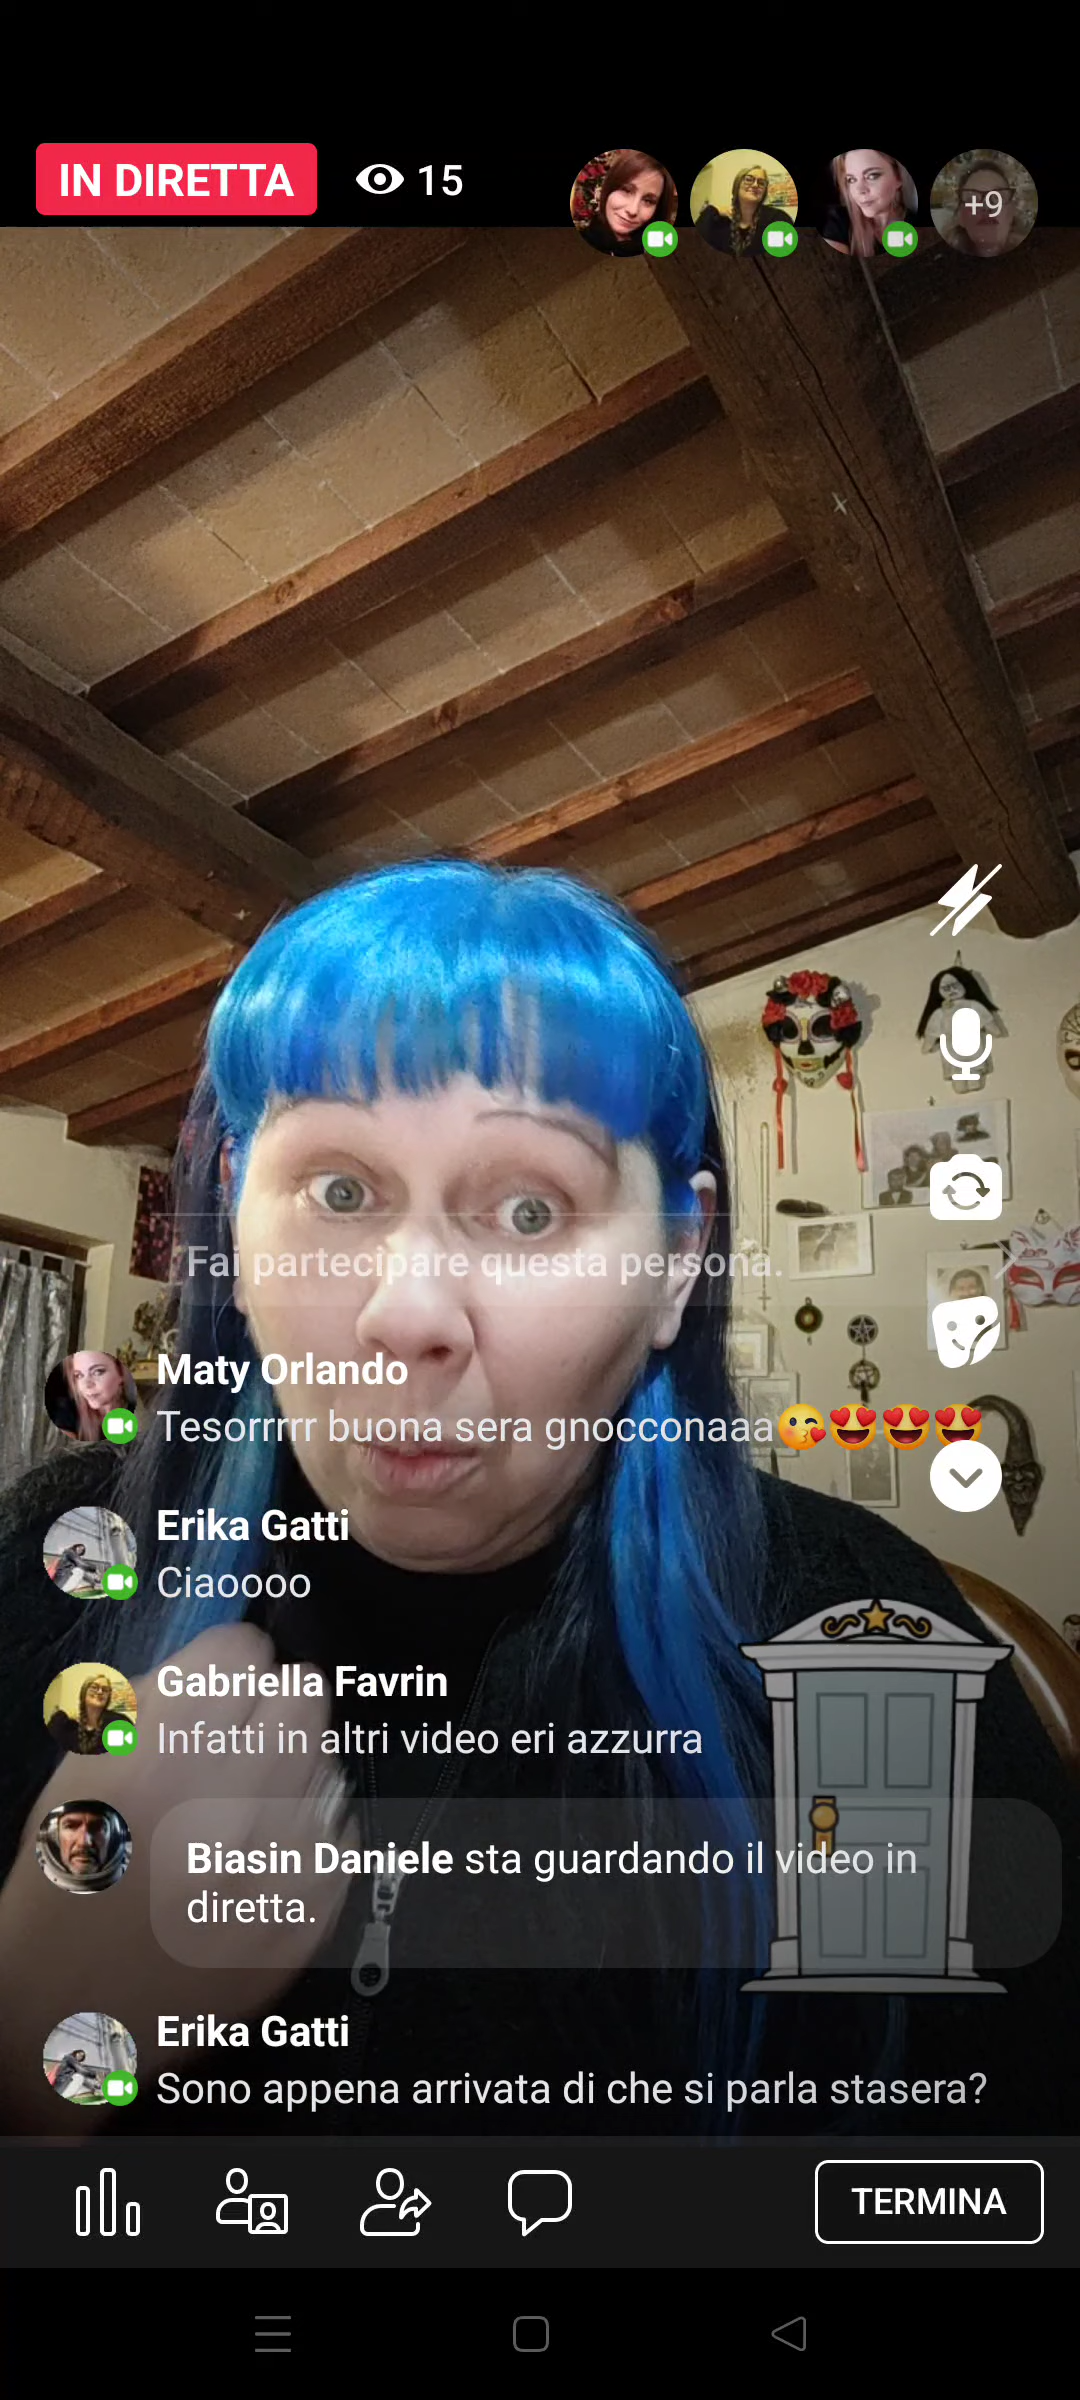 IN DIRETTA
15
+9
Fai partecipare questa persona.
Maty Orlando
Tesorrrrr buona sera gnocconaaa😘😍😍😍
Erika Gatti
Ciaoooo
Gabriella Favrin
Infatti in altri video eri azzurra
Biasin Daniele sta guardando il video in
diretta.
Erika Gatti
Sono appena arrivata di che si parla stasera?
TERMINA